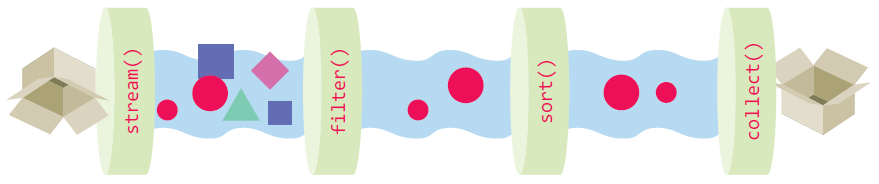 stream()
filter()
sort()
collect()